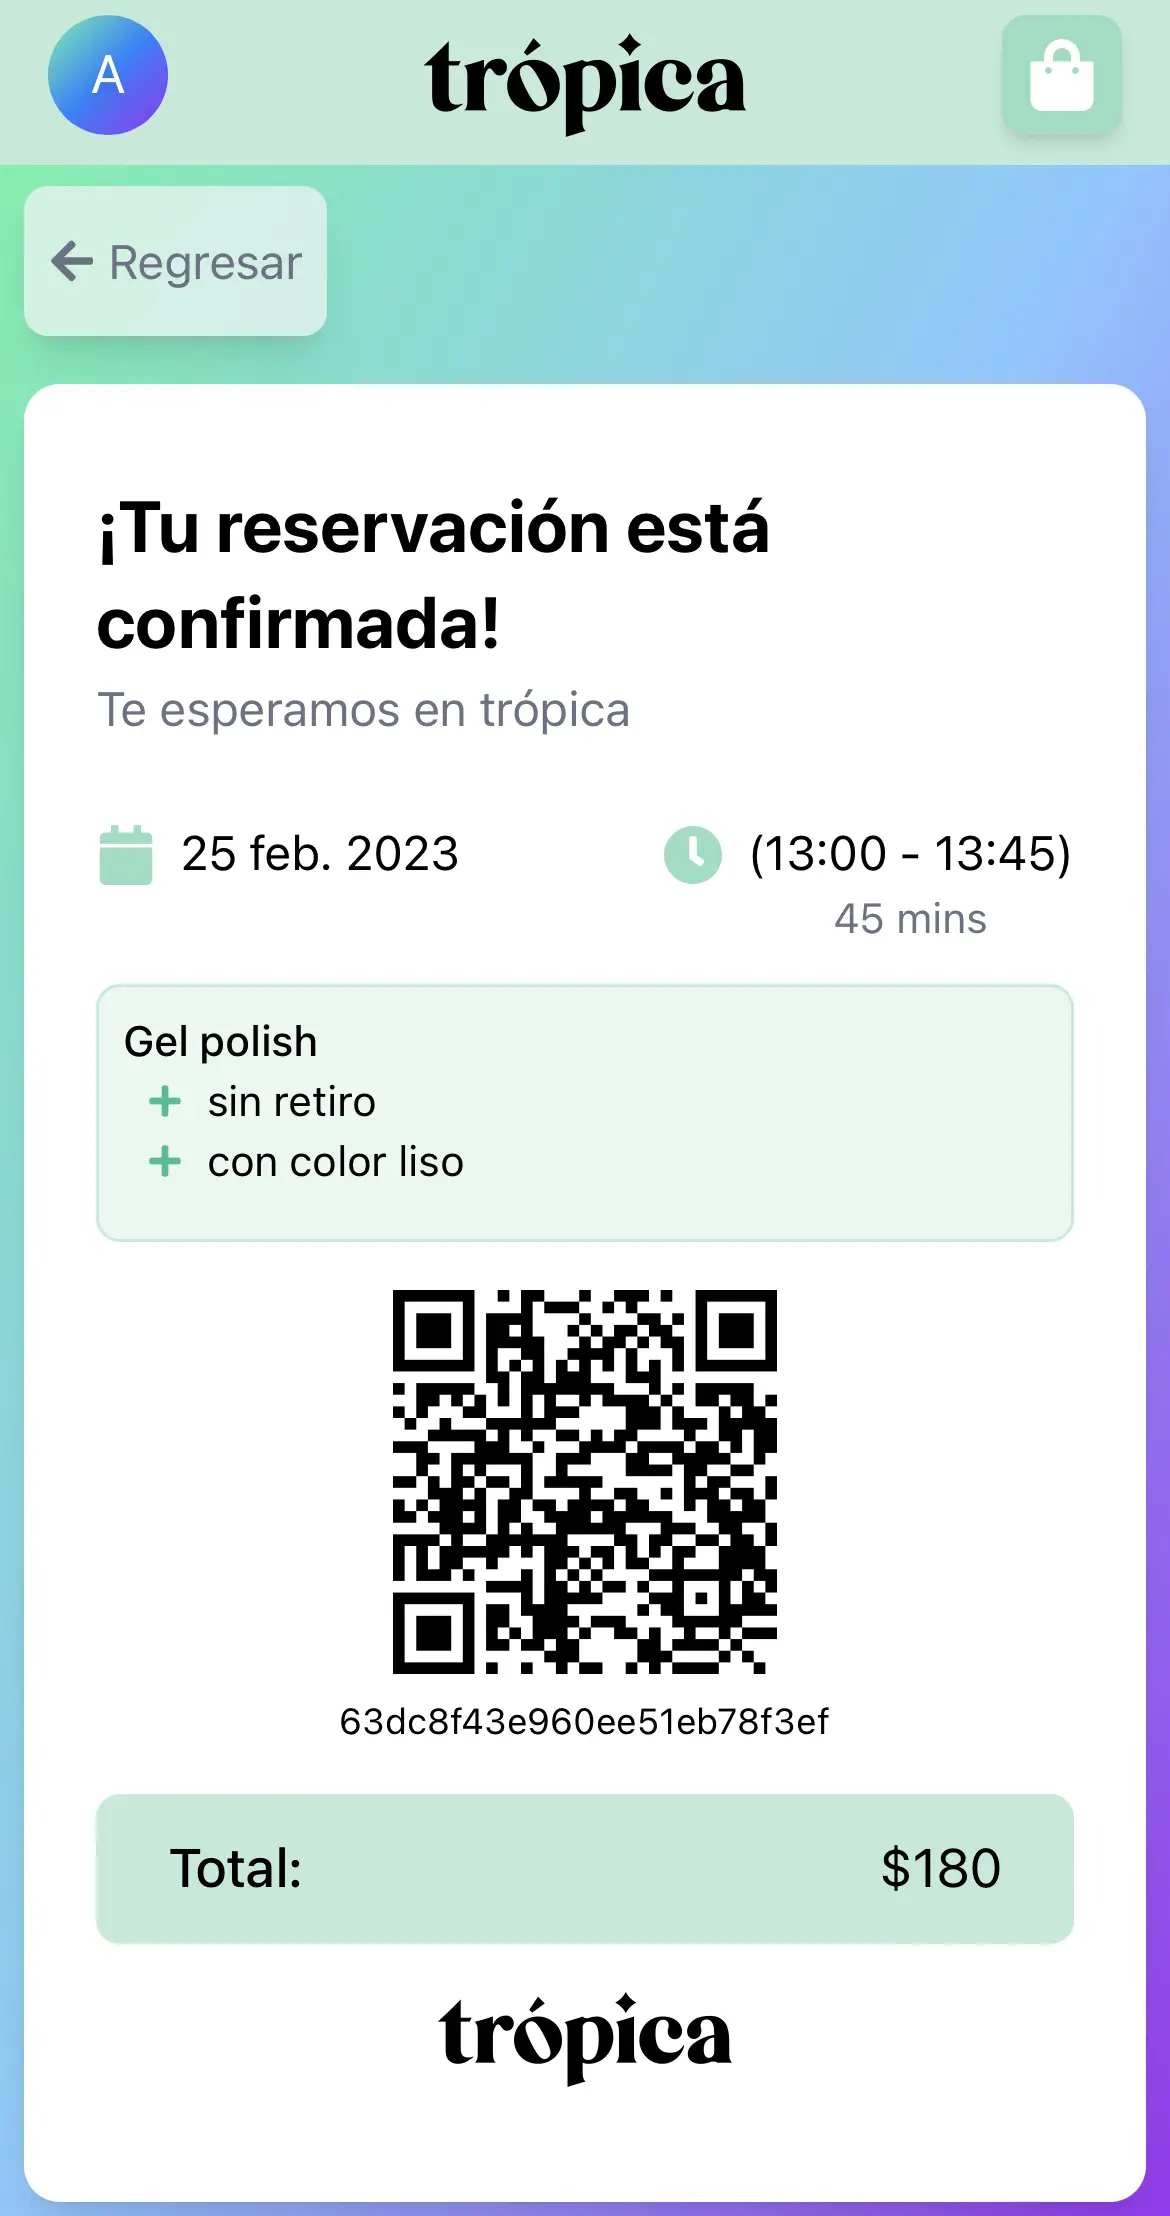 A
trópica
Regresar
¡Tu reservación está
confirmada!
Te esperamos en trópica
25 feb. 2023
(13:00 - 13:45)
45 mins
Gel polish
+ sin retiro
+ con color liso
63dc8f43e960ee51eb78f3ef
Total: $180
trópica